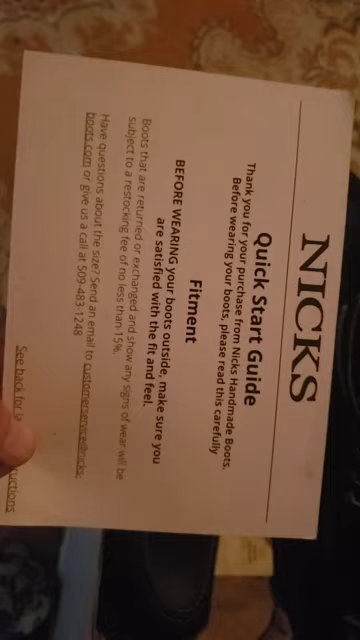 NICKS
Quick Start Guide
Thank you for your purchase from Nicks Handmade Boots.
Before wearing your boots, please read this carefully
Fitment
BEFORE WEARING your boots outside, make sure you
are satisfied with the fit and feel.
Boots that are returned or exchanged and show any signs of wear will be
subject to a restocking fee of no less than 15%.
Have questions about the size? Send an email to customerservice@nicks-
boots.com or give us a call at 509-483-1248
See back for